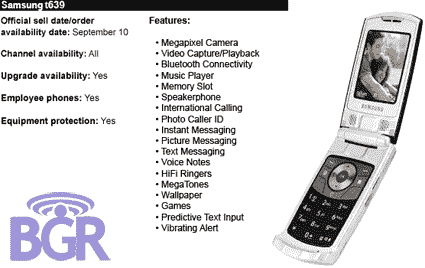 Samsung t639
Official sell date/order
availability date: September 10
Channel availability: All
Upgrade availability: Yes
Employee phones: Yes
Equipment protection: Yes
Features:
• Megapixel Camera
• Video Capture/Playback
• Bluetooth Connectivity
• Music Player
• Memory Slot
• Speakerphone
• International Calling
• Photo Caller ID
• Instant Messaging
• Picture Messaging
• Text Messaging
• Voice Notes
• HiFi Ringers
• MegaTones
• Wallpaper
• Games
• Predictive Text Input
• Vibrating Alert
SAMSUNG
BGR